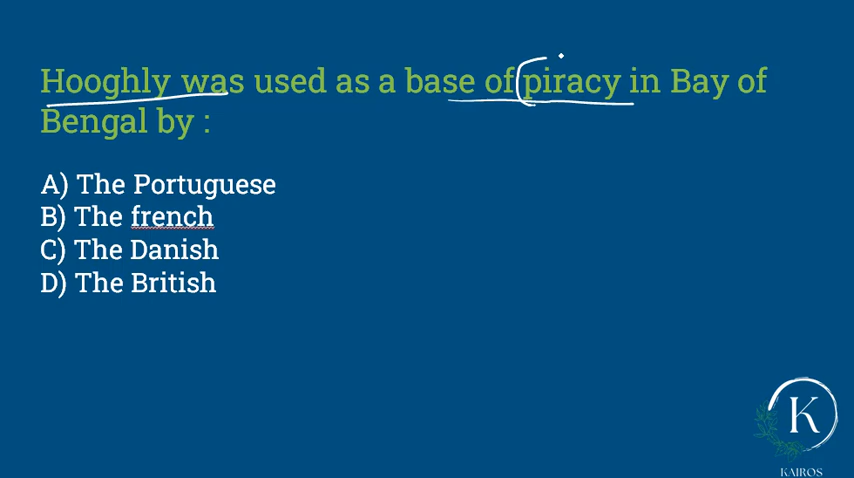 Hooghly was used as a base of piracy in Bay of
Bengal by :
A) The Portuguese
B) The french
C) The Danish
D) The British
K
KAIROS